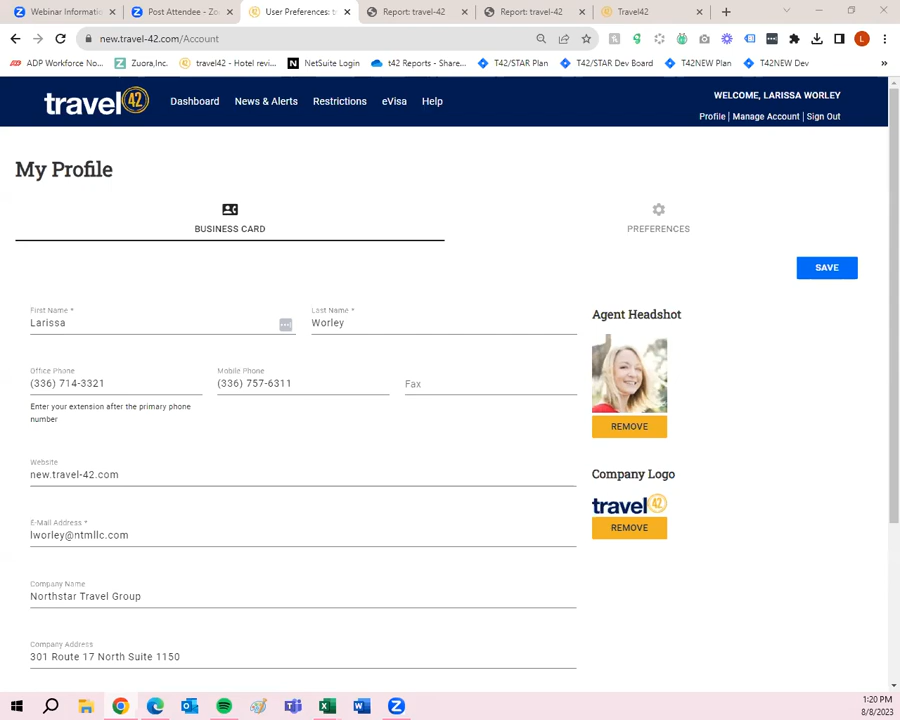 Webinar Informatio
Post Attendee - Zoo
User Preferences: t
Report: travel-42
Report: travel-42
Travel42
new.travel-42.com/Account
L
ADP Workforce No...
Zuora,Inc.
travel42 - Hotel revi...
N NetSuite Login
t42 Reports - Share...
T42/STAR Plan
T42/STAR Dev Board
T42NEW Plan
T42NEW Dev
»
travel 42
Dashboard
News & Alerts
Restrictions
eVisa
Help
WELCOME, LARISSA WORLEY
Profile | Manage Account | Sign Out
My Profile
BUSINESS CARD
PREFERENCES
SAVE
First Name *
Larissa
Last Name *
Worley
Agent Headshot
REMOVE
Office Phone
(336) 714-3321
Mobile Phone
(336) 757-6311
Fax
Enter your extension after the primary phone
number
Website
new.travel-42.com
Company Logo
travel 42
REMOVE
E-Mail Address *
lworley@ntmllc.com
Company Name
Northstar Travel Group
Company Address
301 Route 17 North Suite 1150
1:20 PM
8/8/2023